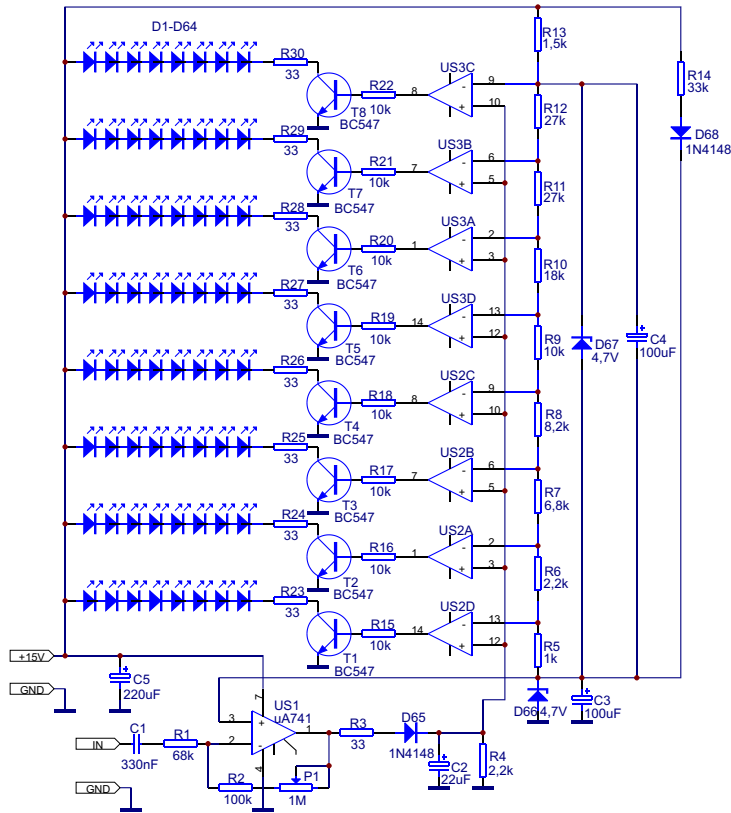 D1-D64
R13
1,5k
R30
33
US3C
R22
8
10k
9
-
10
+
T8
BC547
R14
33k
R12
27k
D68
1N4148
R29
33
US3B
R21
7
10k
6
-
5
+
T7
BC547
R11
27k
R28
33
US3A
R20
1
10k
2
-
3
+
T6
BC547
R10
18k
R27
33
US3D
R19
14
10k
13
-
12
+
T5
BC547
R9
10k
D67
4,7V
+
C4
100uF
R26
33
US2C
R18
8
10k
9
-
10
+
T4
BC547
R8
8,2k
R25
33
US2B
R17
7
10k
6
-
5
+
T3
BC547
R7
6,8k
R24
33
US2A
R16
1
10k
2
-
3
+
T2
BC547
R6
2,2k
R23
33
US2D
R15
14
10k
13
-
12
+
T1
BC547
R5
1k
+15V
GND
+
C5
220uF
7
US1
uA741
3
+
2
-
4
1
D66 4,7V
+
C3
100uF
C1
330nF
IN
R1
68k
R3
33
D65
1N4148
+
C2
22uF
R4
2,2k
R2
100k
P1
1M
GND